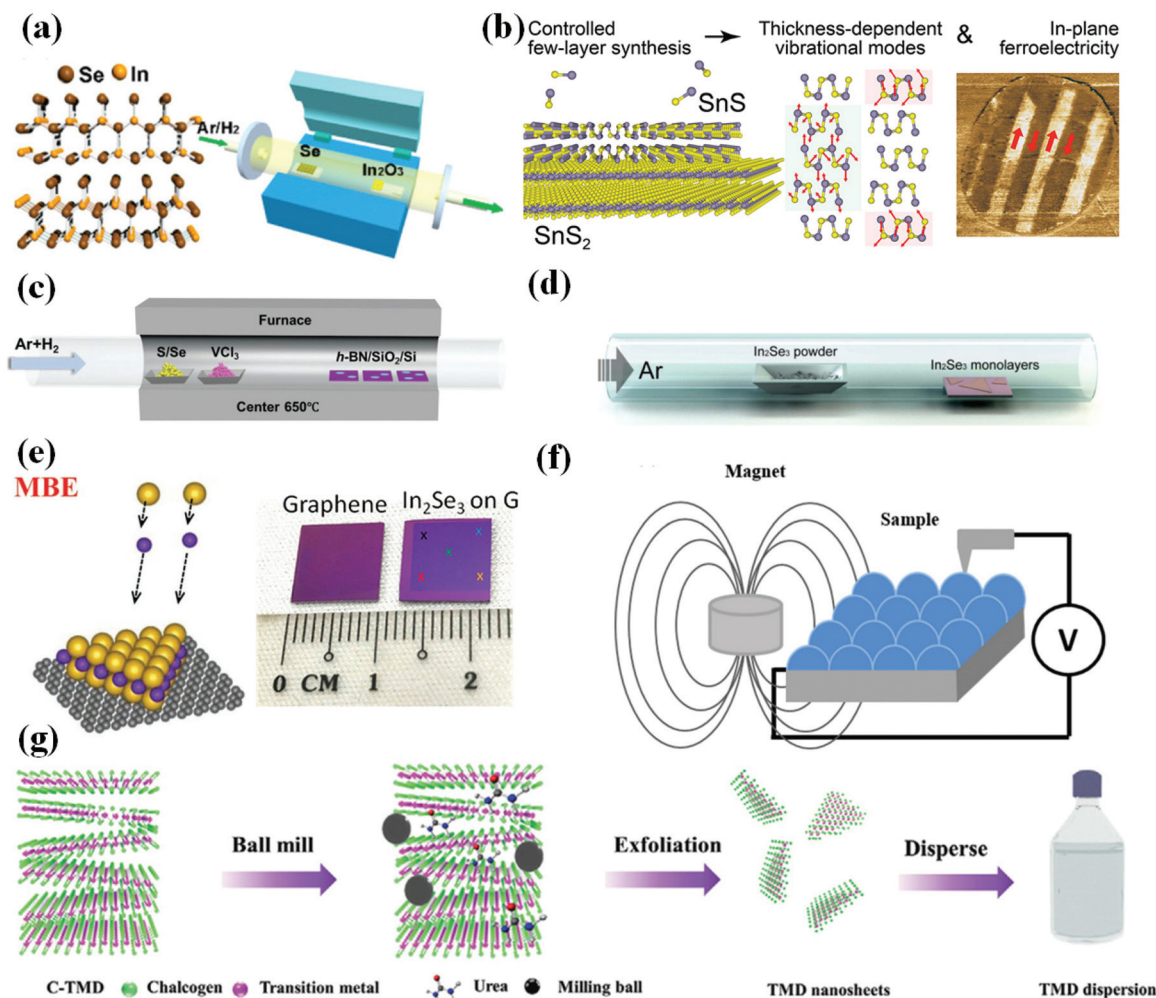 (a)
Se In
Ar/H₂
Se
In₂O₃
(b)
Controlled
few-layer synthesis
Thickness-dependent
vibrational modes
&
In-plane
ferroelectricity
SnS
SnS₂
(c)
Furnace
Ar+H₂
S/Se
VCl₃
h-BN/SiO₂/Si
Center 650℃
(d)
Ar
In₂Se₃ powder
In₂Se₃ monolayers
(e)
MBE
Graphene
In₂Se₃ on G
x x
x
x x
0 CM 1 2
(f)
Magnet
Sample
V
(g)
Ball mill
Exfoliation
Disperse
C-TMD Chalcogen Transition metal Urea Milling ball TMD nanosheets TMD dispersion